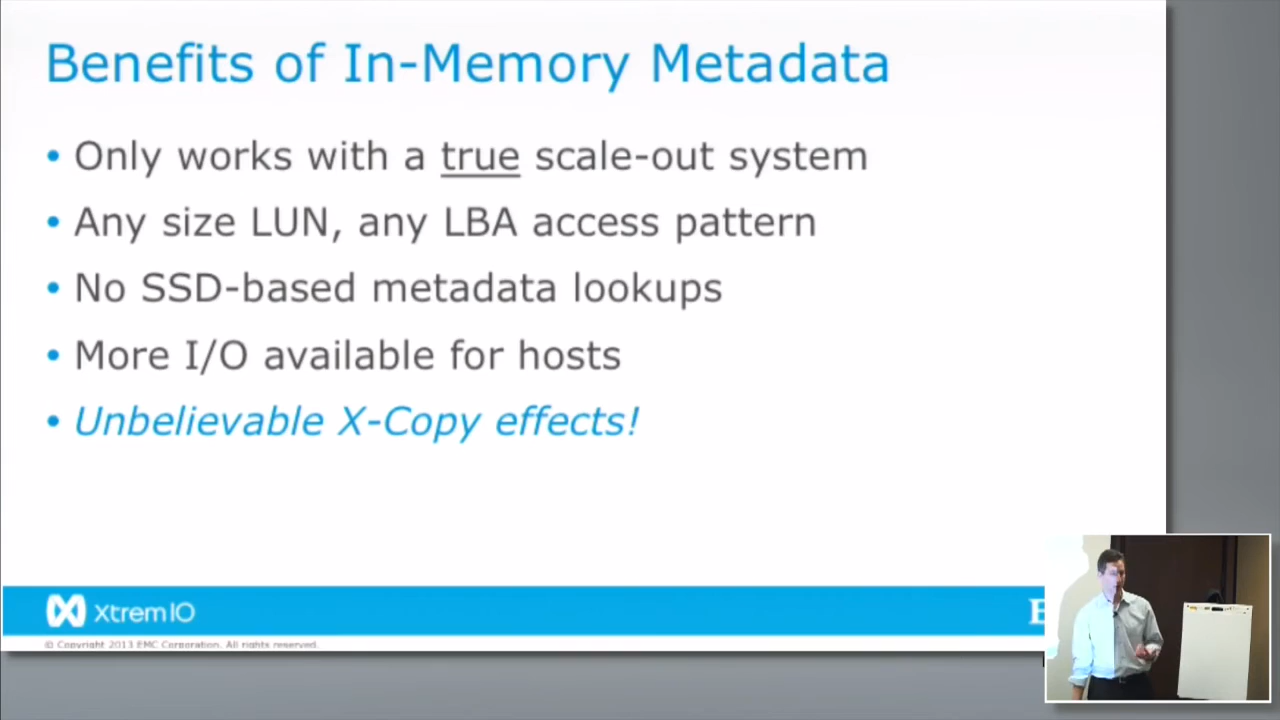 Benefits of In-Memory Metadata
• Only works with a true scale-out system
• Any size LUN, any LBA access pattern
• No SSD-based metadata lookups
• More I/O available for hosts
• Unbelievable X-Copy effects!
XtremIO
© Copyright 2013 EMC Corporation. All rights reserved.